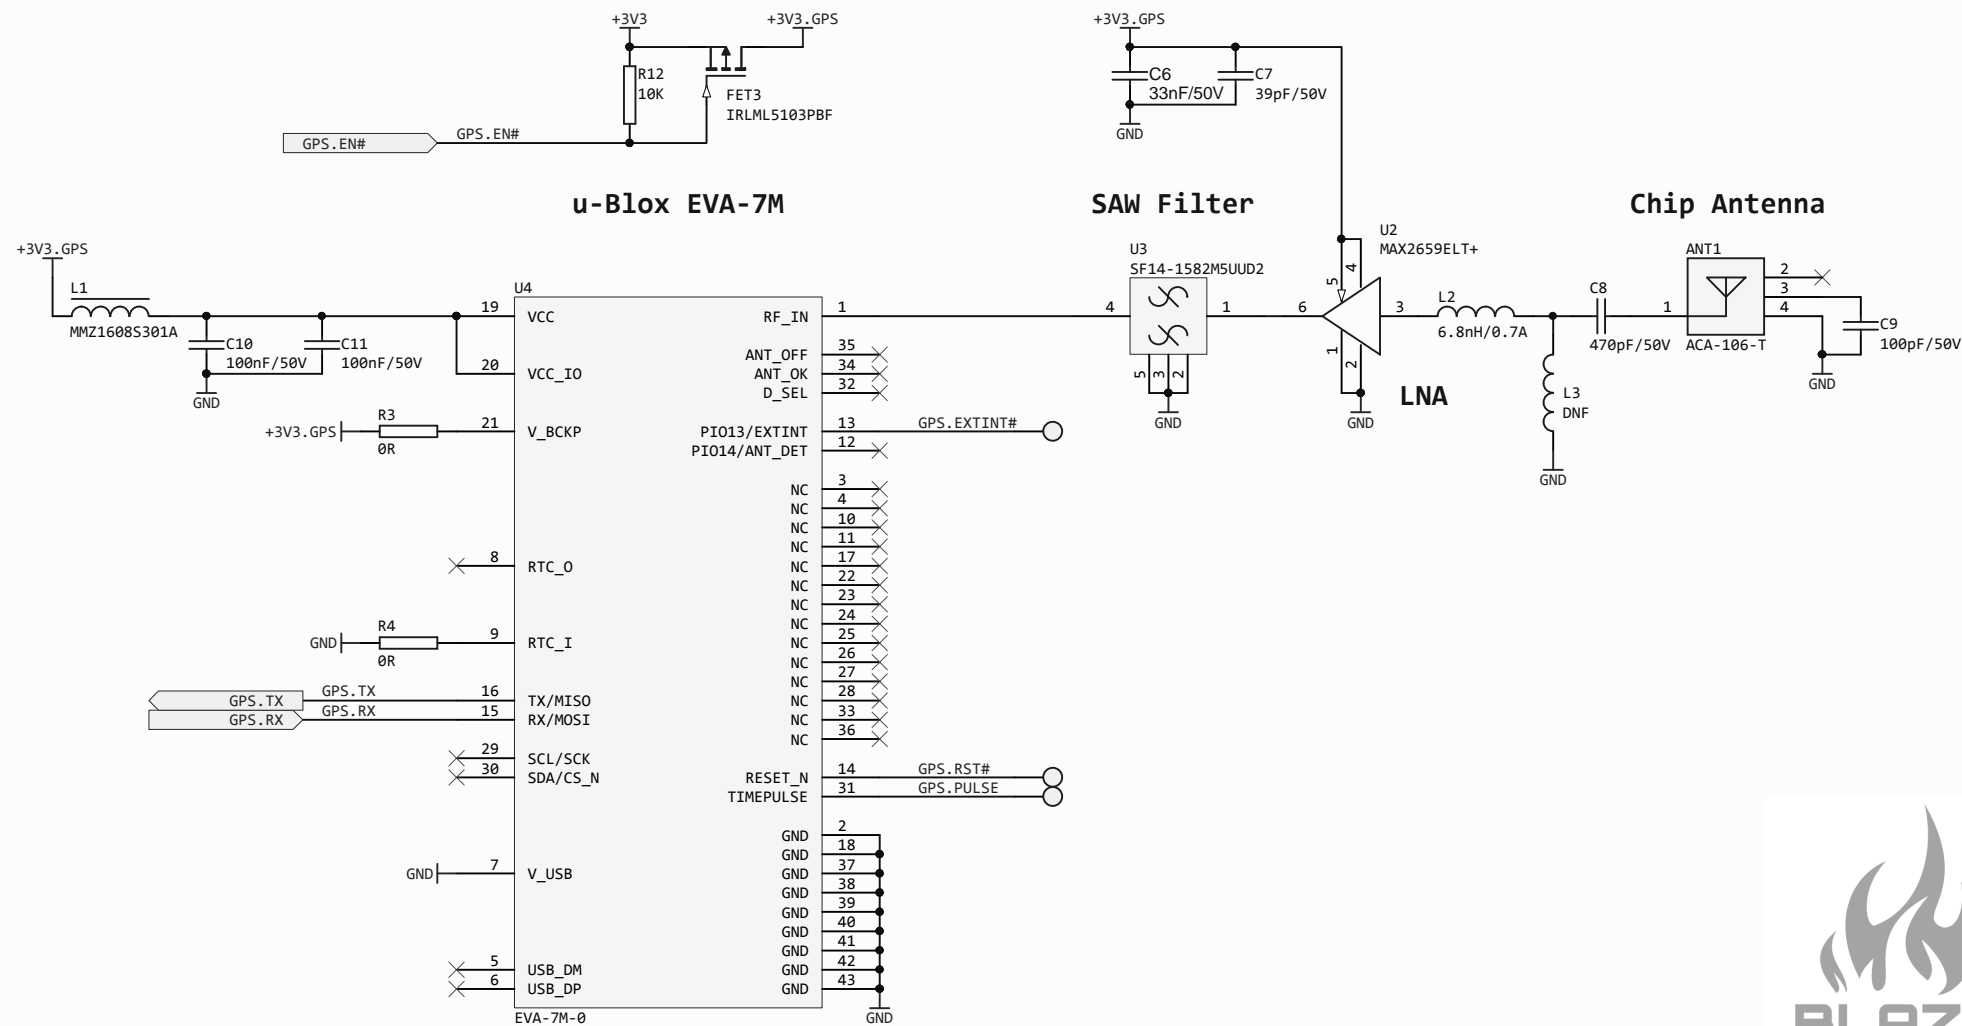 +3V3
+3V3.GPS
R12
10K
FET3
IRLML5103PBF
GPS.EN#
GPS.EN#
+3V3.GPS
C6
33nF/50V
C7
39pF/50V
GND
u-Blox EVA-7M
SAW Filter
Chip Antenna
+3V3.GPS
L1
MMZ1608S301A
C10
100nF/50V
C11
100nF/50V
GND
+3V3.GPS
R3
0R
GND
R4
0R
GPS.TX
GPS.TX
GPS.RX
GPS.RX
GND
U4
19 VCC
20 VCC_IO
21 V_BCKP
8 RTC_O
9 RTC_I
16 TX/MISO
15 RX/MOSI
29 SCL/SCK
30 SDA/CS_N
7 V_USB
5 USB_DM
6 USB_DP
EVA-7M-0
RF_IN 1
ANT_OFF 35
ANT_OK 34
D_SEL 32
PIO13/EXTINT 13 GPS.EXTINT#
PIO14/ANT_DET 12
NC 3
NC 4
NC 10
NC 11
NC 17
NC 22
NC 23
NC 24
NC 25
NC 26
NC 27
NC 28
NC 33
NC 36
RESET_N 14 GPS.RST#
TIMEPULSE 31 GPS.PULSE
GND 2
GND 18
GND 37
GND 38
GND 39
GND 40
GND 41
GND 42
GND 43
GND
U3
SF14-1582M5UUD2
4 1
5 3 2
GND
U2
MAX2659ELT+
5 4
6 3
1 2
LNA
GND
L2
6.8nH/0.7A
L3
DNF
GND
C8
470pF/50V
ANT1
1
2
3
4
ACA-106-T
C9
100pF/50V
GND